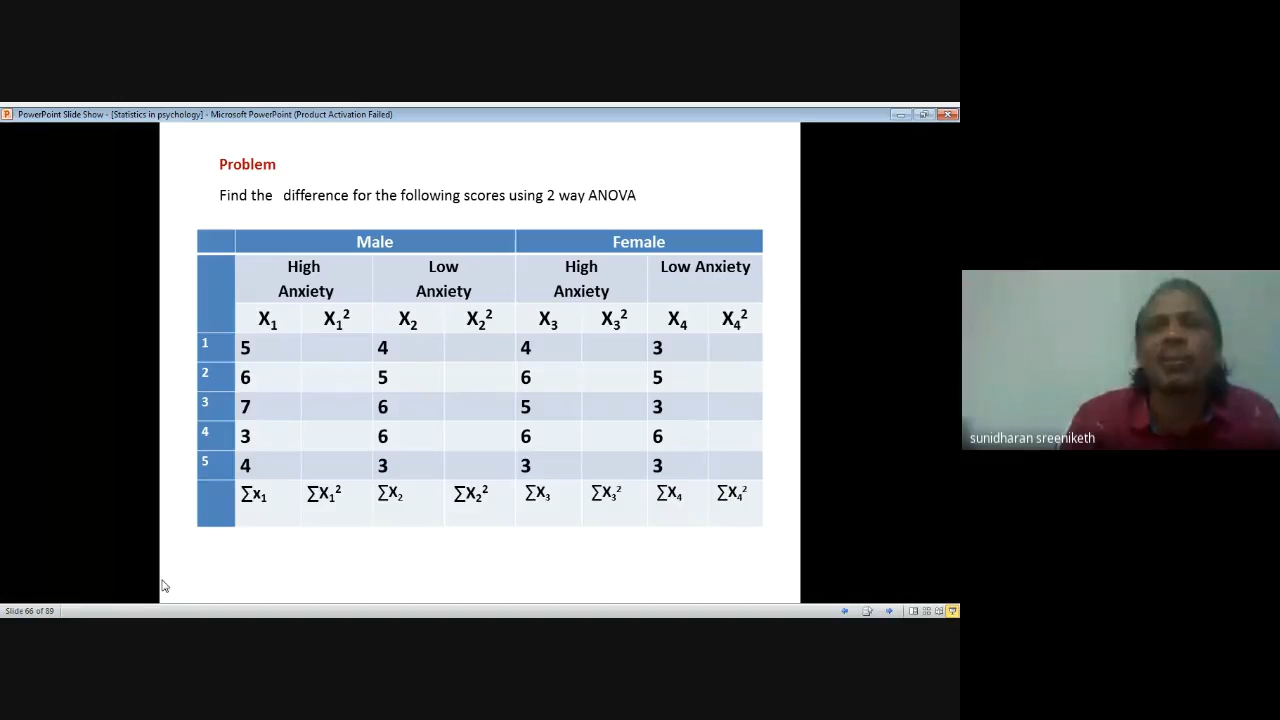 PowerPoint Slide Show - [Statistics in psychology] - Microsoft PowerPoint (Product Activation Failed)
Problem
Find the difference for the following scores using 2 way ANOVA
Male Female
High Anxiety Low Anxiety High Anxiety Low Anxiety
X₁ X₁² X₂ X₂² X₃ X₃² X₄ X₄²
1 5 4 4 3
2 6 5 6 5
3 7 6 5 3
4 3 6 6 6
5 4 3 3 3
∑x₁ ∑X₁² ∑X₂ ∑X₂² ∑X₃ ∑X₃² ∑X₄ ∑X₄²
sunidharan sreeniketh
Slide 66 of 89